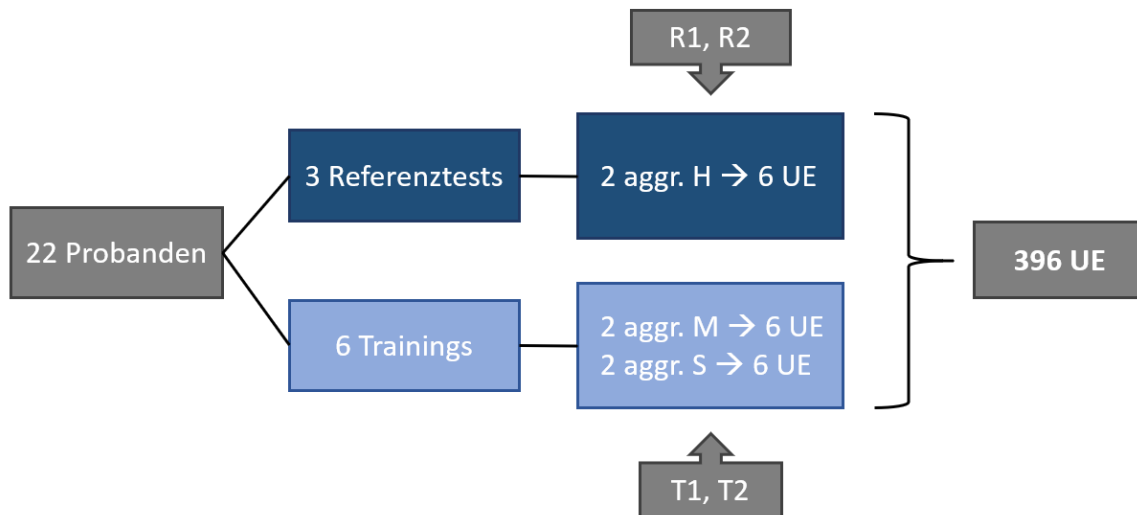 R1, R2
3 Referenztests
2 aggr. H → 6 UE
22 Probanden
396 UE
6 Trainings
2 aggr. M → 6 UE
2 aggr. S → 6 UE
T1, T2